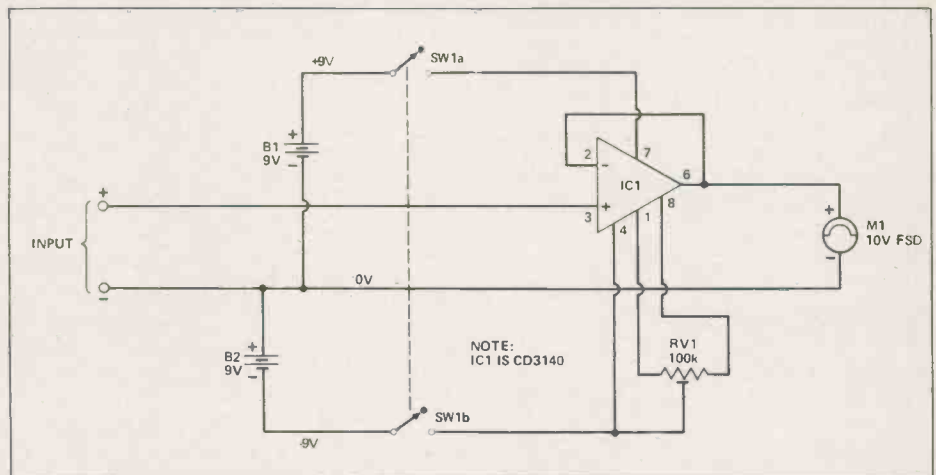 +9V
SW1a
B1
9V
+
-
2
-
7
6
IC1
8
+
3
4
1
+
-
M1
10V FSD
INPUT
+
-
0V
NOTE:
IC1 IS CD3140
RV1
100k
+
B2
9V
-
SW1b
-9V